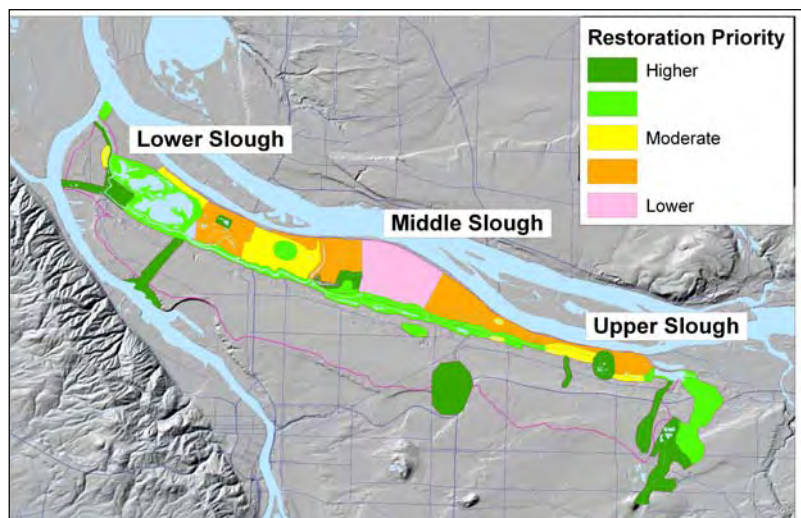 Restoration Priority
Higher
Moderate
Lower
Lower Slough
Middle Slough
Upper Slough